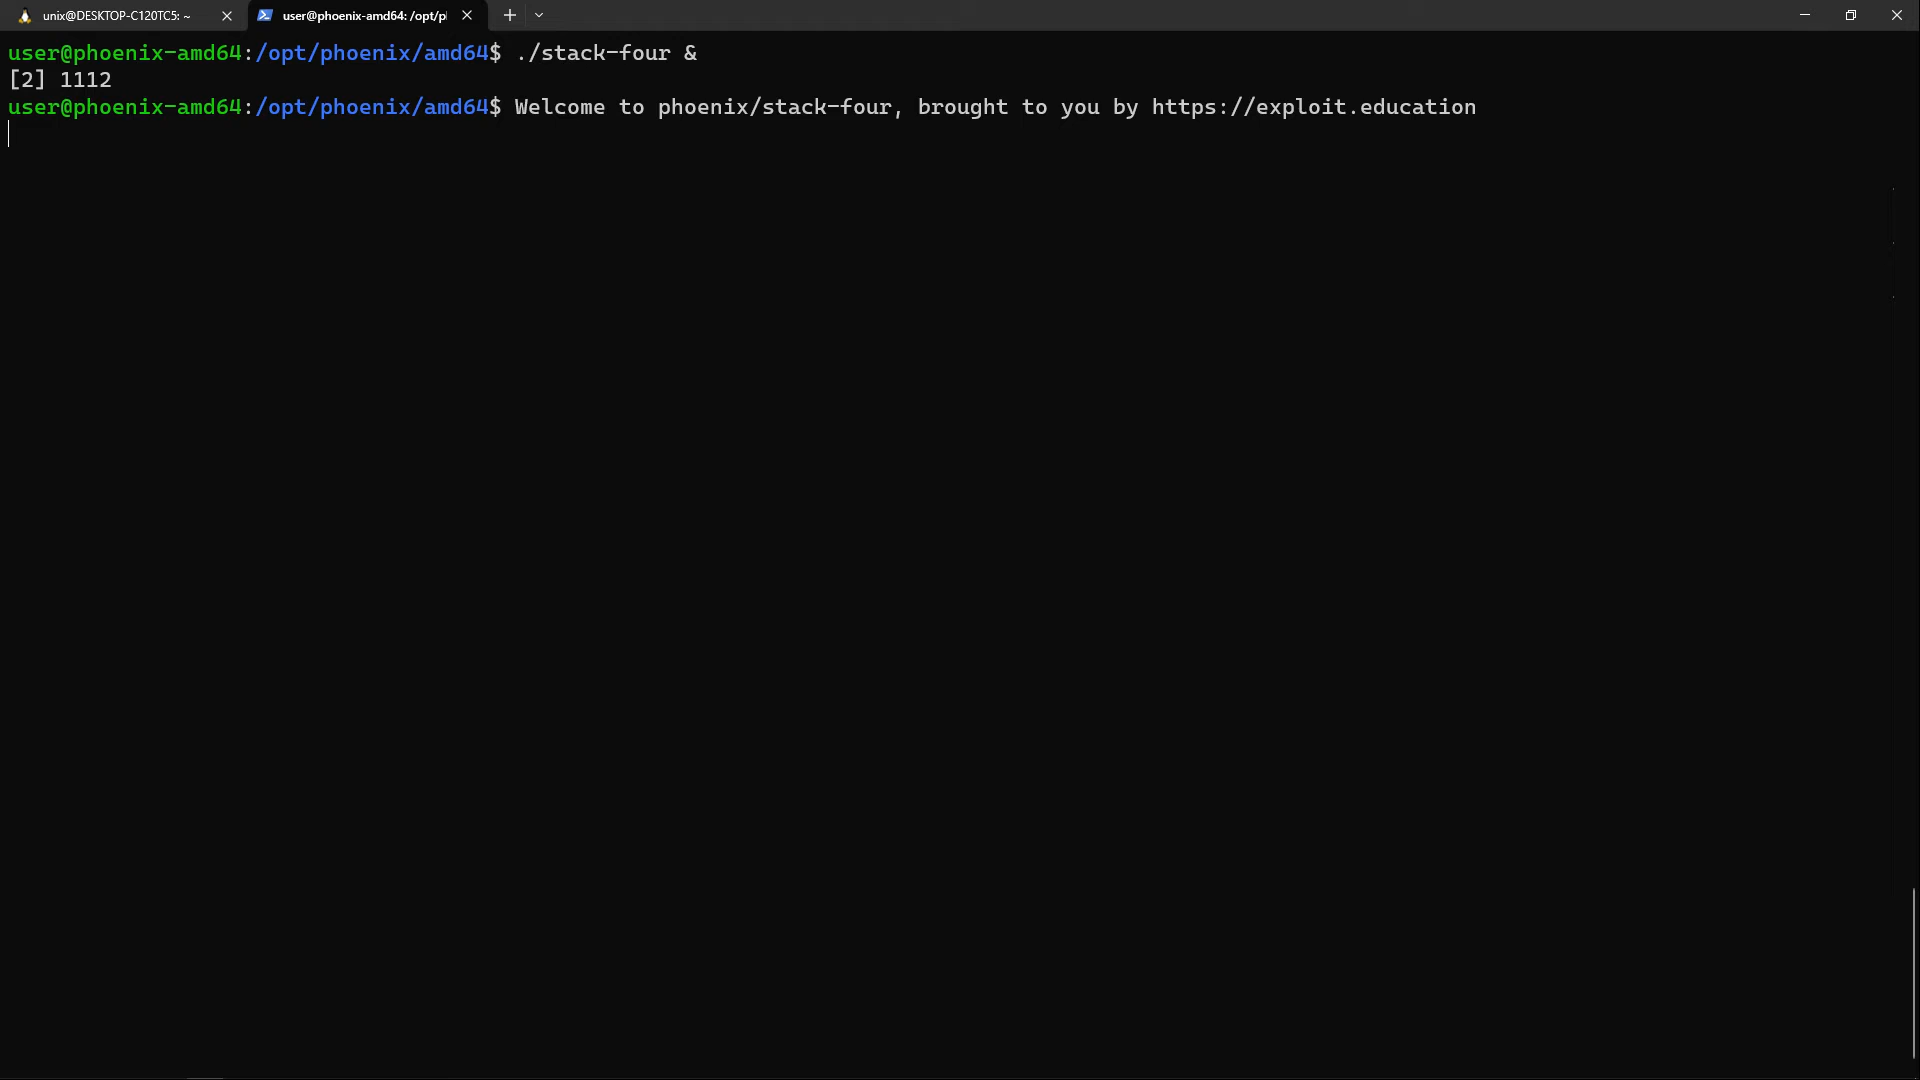 unix@DESKTOP-C120TC5: ~
user@phoenix-amd64: /opt/p
user@phoenix-amd64:/opt/phoenix/amd64$ ./stack-four &
[2] 1112
user@phoenix-amd64:/opt/phoenix/amd64$ Welcome to phoenix/stack-four, brought to you by https://exploit.education